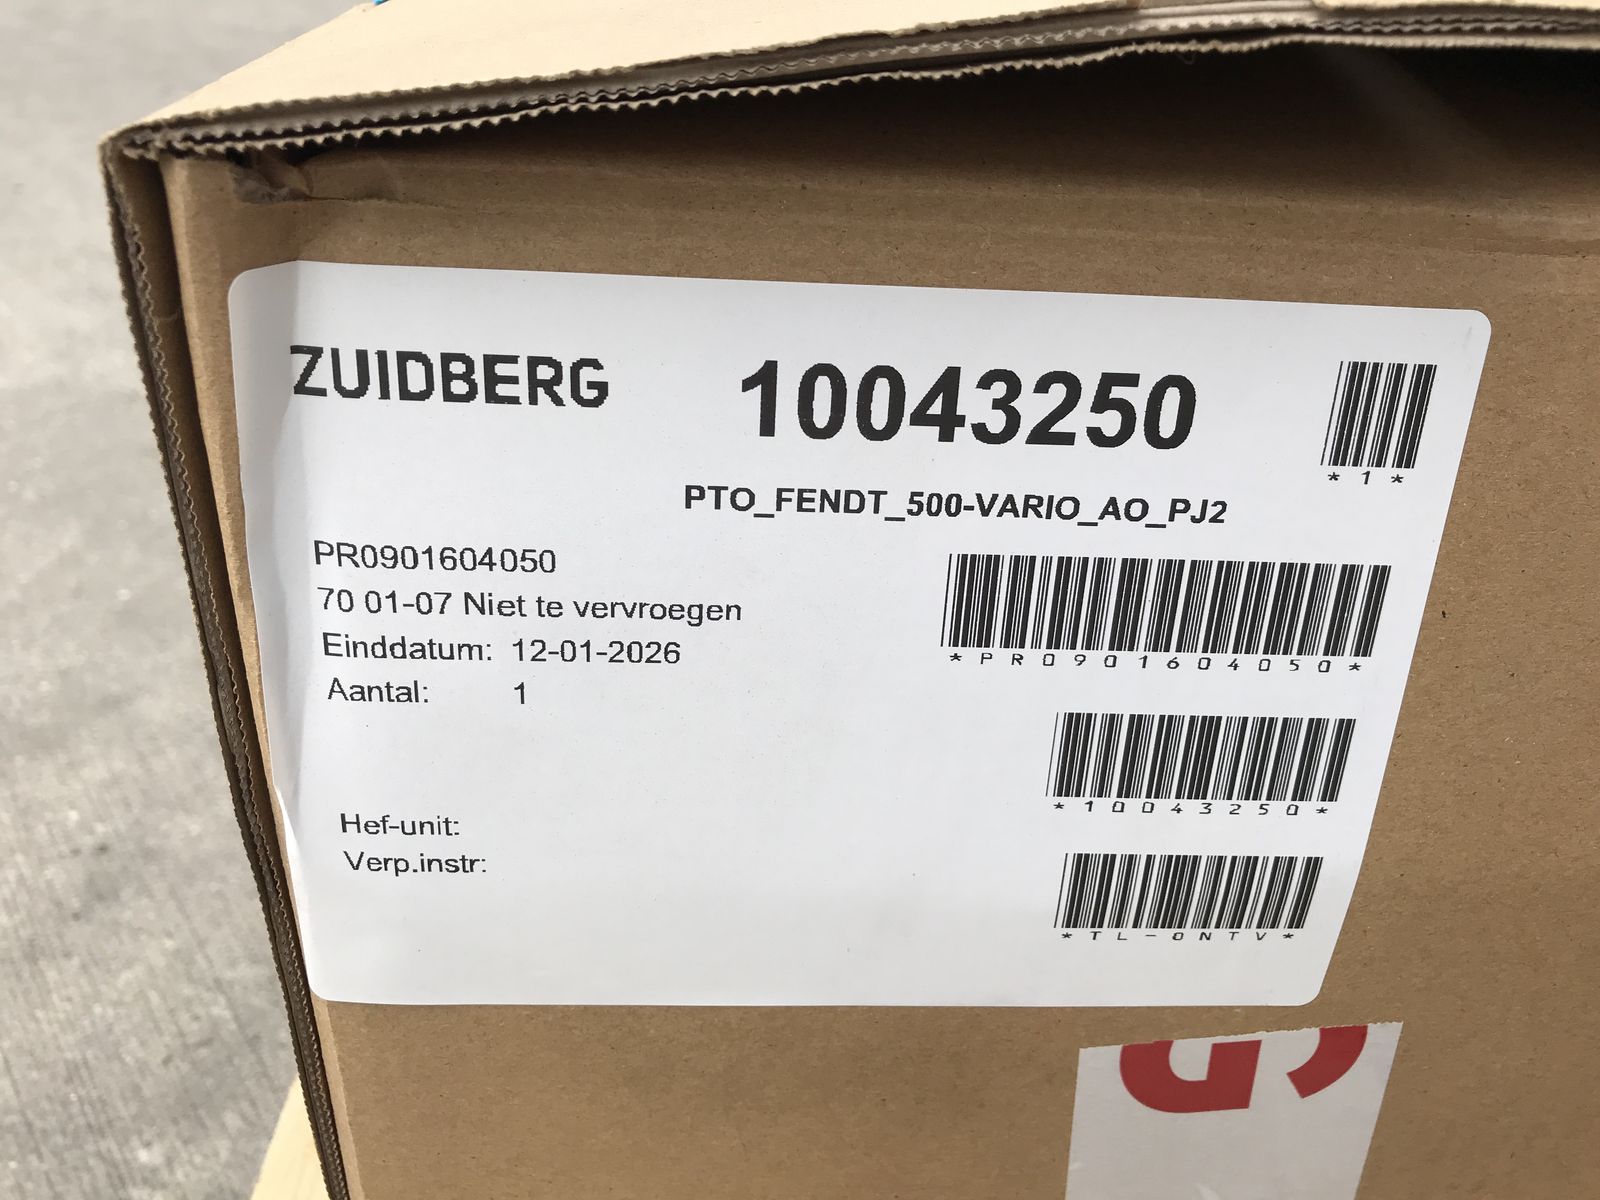 ZUIDBERG
10043250
*1*
PTO_FENDT_500-VARIO_AO_PJ2
PR0901604050
70 01-07 Niet te vervroegen
Einddatum: 12-01-2026
Aantal: 1
*PR0901604050*
*10043250*
Hef-unit:
Verp.instr:
*TL-0NTV*